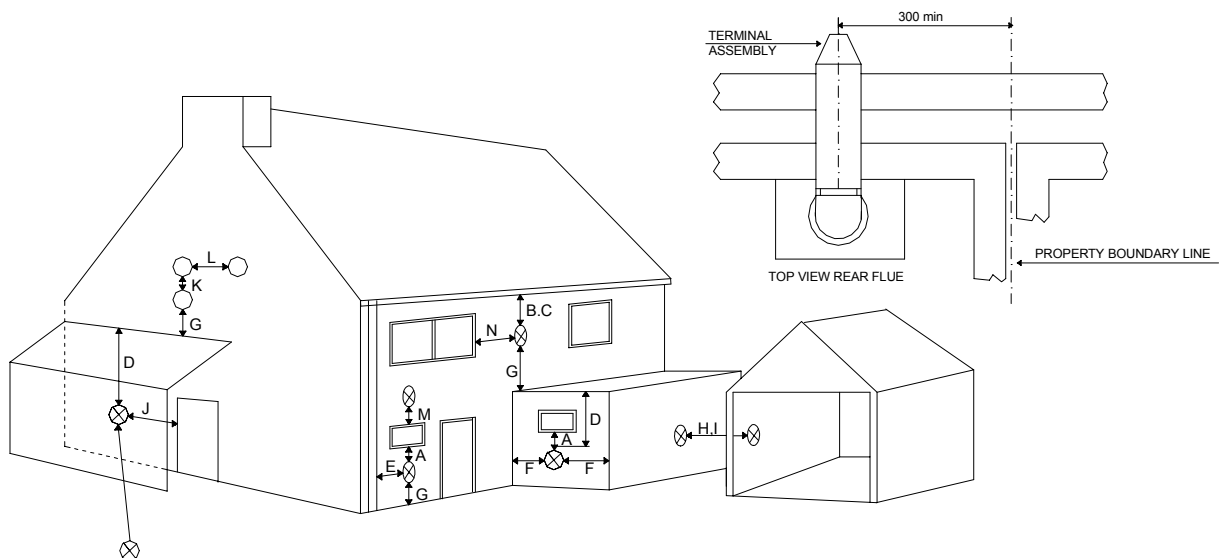 300 min
TERMINAL
ASSEMBLY
PROPERTY BOUNDARY LINE
TOP VIEW REAR FLUE
L
K
G
D
J
B.C
N
G
M
A
E
G
D
A
F
F
H,I